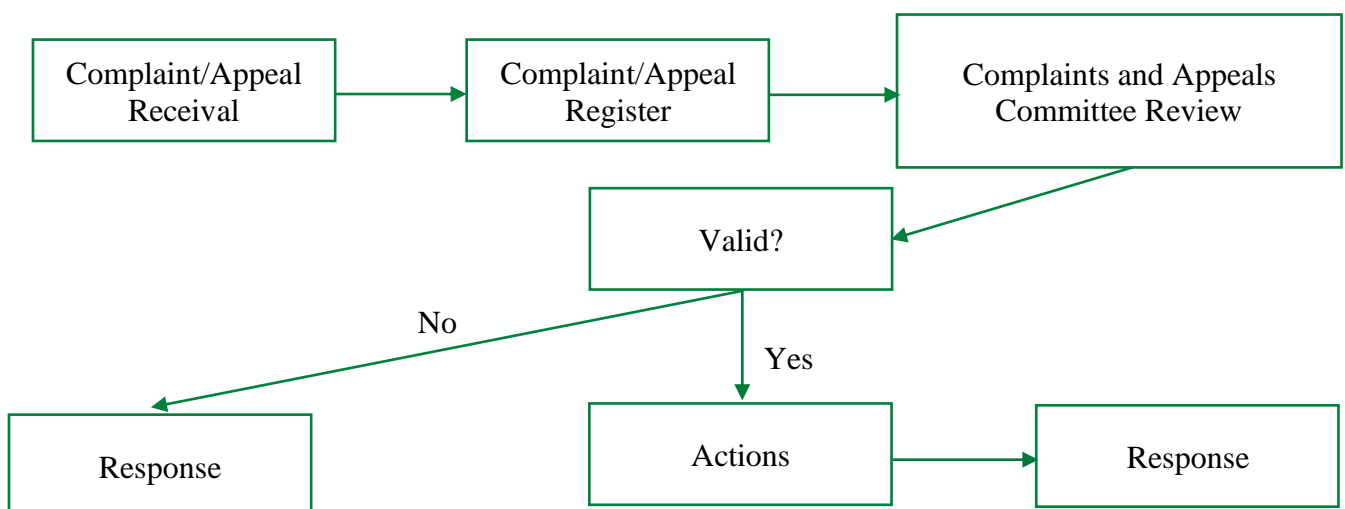 Complaint/Appeal
Receival
Complaint/Appeal
Register
Complaints and Appeals
Committee Review
Valid?
No
Yes
Response
Actions
Response